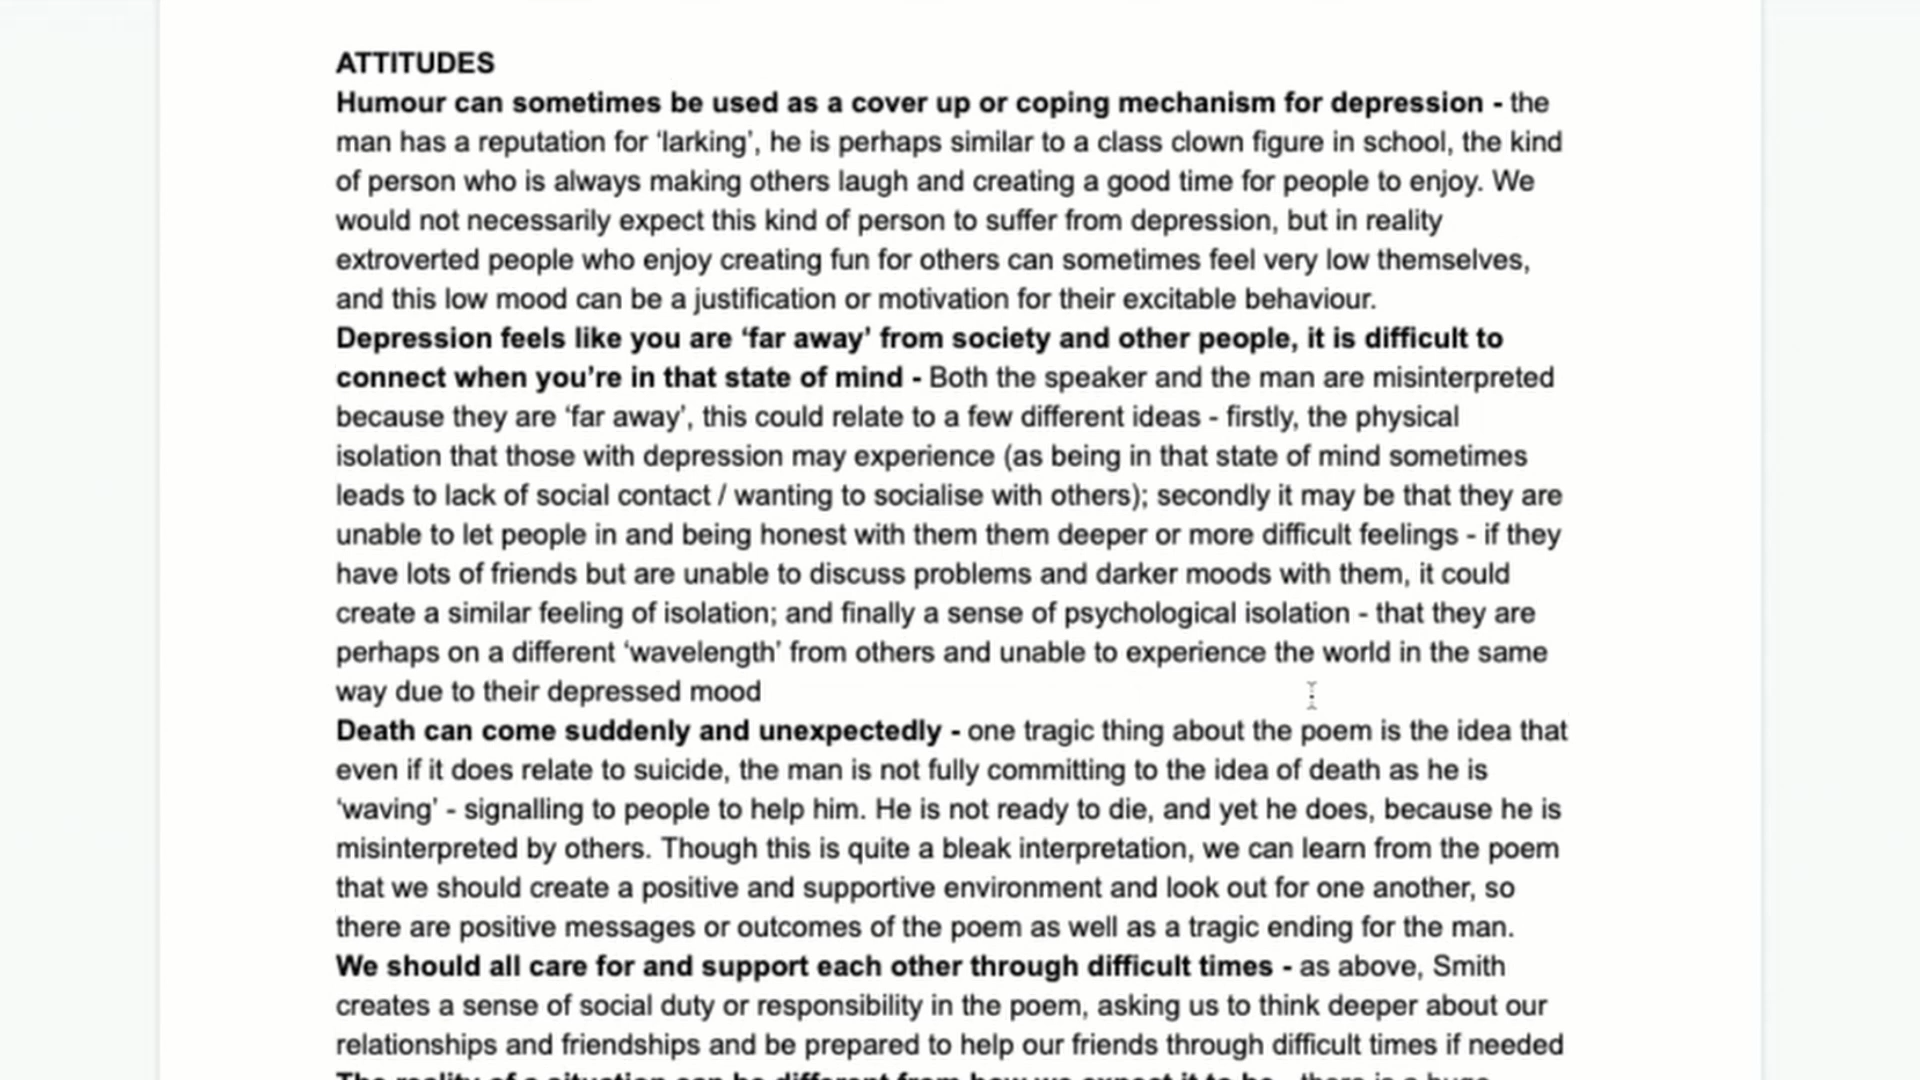 ATTITUDES
Humour can sometimes be used as a cover up or coping mechanism for depression - the
man has a reputation for ‘larking’, he is perhaps similar to a class clown figure in school, the kind
of person who is always making others laugh and creating a good time for people to enjoy. We
would not necessarily expect this kind of person to suffer from depression, but in reality
extroverted people who enjoy creating fun for others can sometimes feel very low themselves,
and this low mood can be a justification or motivation for their excitable behaviour.
Depression feels like you are ‘far away’ from society and other people, it is difficult to
connect when you’re in that state of mind - Both the speaker and the man are misinterpreted
because they are ‘far away’, this could relate to a few different ideas - firstly, the physical
isolation that those with depression may experience (as being in that state of mind sometimes
leads to lack of social contact / wanting to socialise with others); secondly it may be that they are
unable to let people in and being honest with them them deeper or more difficult feelings - if they
have lots of friends but are unable to discuss problems and darker moods with them, it could
create a similar feeling of isolation; and finally a sense of psychological isolation - that they are
perhaps on a different ‘wavelength’ from others and unable to experience the world in the same
way due to their depressed mood
Death can come suddenly and unexpectedly - one tragic thing about the poem is the idea that
even if it does relate to suicide, the man is not fully committing to the idea of death as he is
‘waving’ - signalling to people to help him. He is not ready to die, and yet he does, because he is
misinterpreted by others. Though this is quite a bleak interpretation, we can learn from the poem
that we should create a positive and supportive environment and look out for one another, so
there are positive messages or outcomes of the poem as well as a tragic ending for the man.
We should all care for and support each other through difficult times - as above, Smith
creates a sense of social duty or responsibility in the poem, asking us to think deeper about our
relationships and friendships and be prepared to help our friends through difficult times if needed
The reality of a situation can be different from how we expect it to be - there is a huge